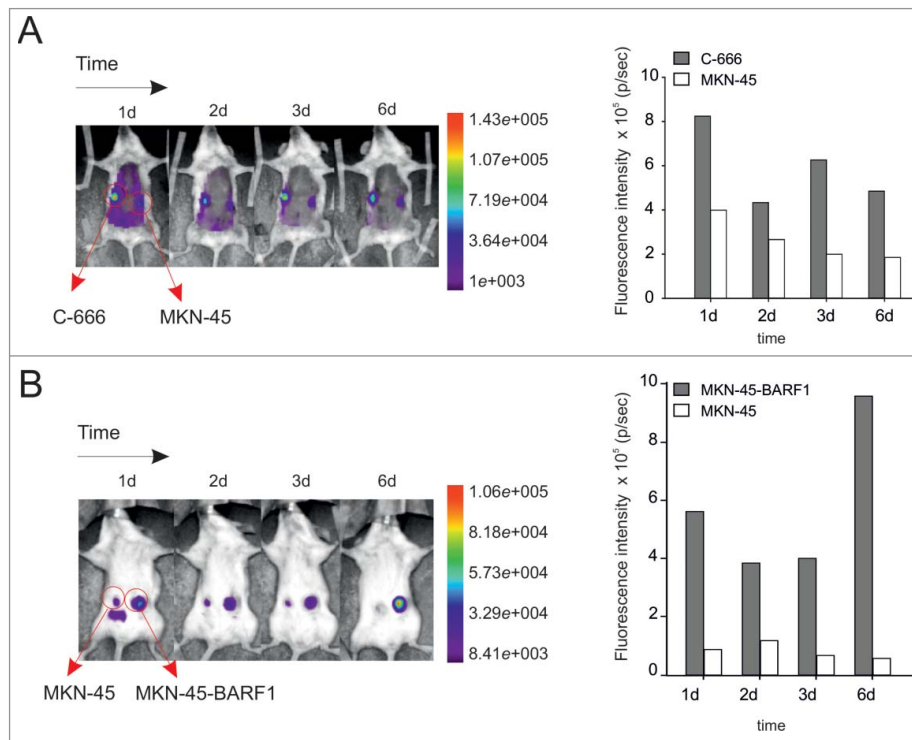 A
Time
1d 2d 3d 6d
1.43e+005
1.07e+005
7.19e+004
3.64e+004
1e+003
C-666 MKN-45
C-666
MKN-45
Fluorescence intensity x 10⁵ (p/sec)
10
8
6
4
2
0
1d 2d 3d 6d
time
B
Time
1d 2d 3d 6d
1.06e+005
8.18e+004
5.73e+004
3.29e+004
8.41e+003
MKN-45 MKN-45-BARF1
MKN-45-BARF1
MKN-45
Fluorescence intensity x 10⁵ (p/sec)
10
8
6
4
2
0
1d 2d 3d 6d
time